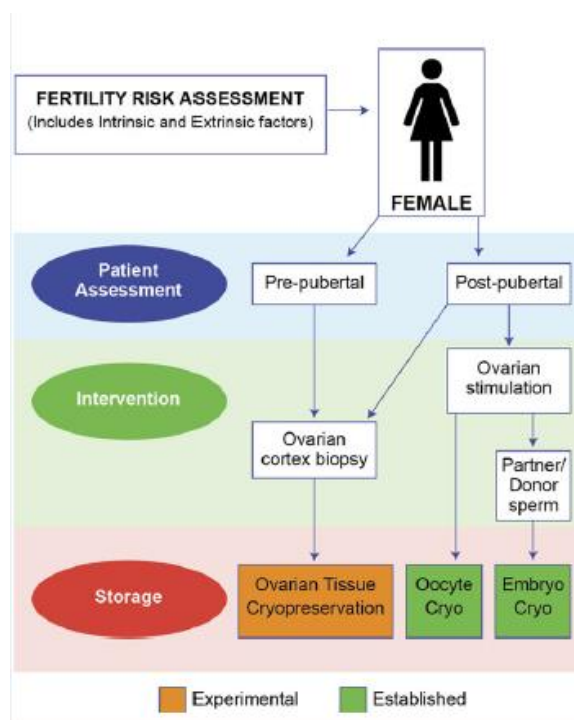 FERTILITY RISK ASSESSMENT
(Includes Intrinsic and Extrinsic factors)
FEMALE
Patient
Assessment
Pre-pubertal
Post-pubertal
Intervention
Ovarian
stimulation
Ovarian
cortex biopsy
Partner/
Donor
sperm
Storage
Ovarian Tissue
Cryopreservation
Oocyte
Cryo
Embryo
Cryo
Experimental
Established